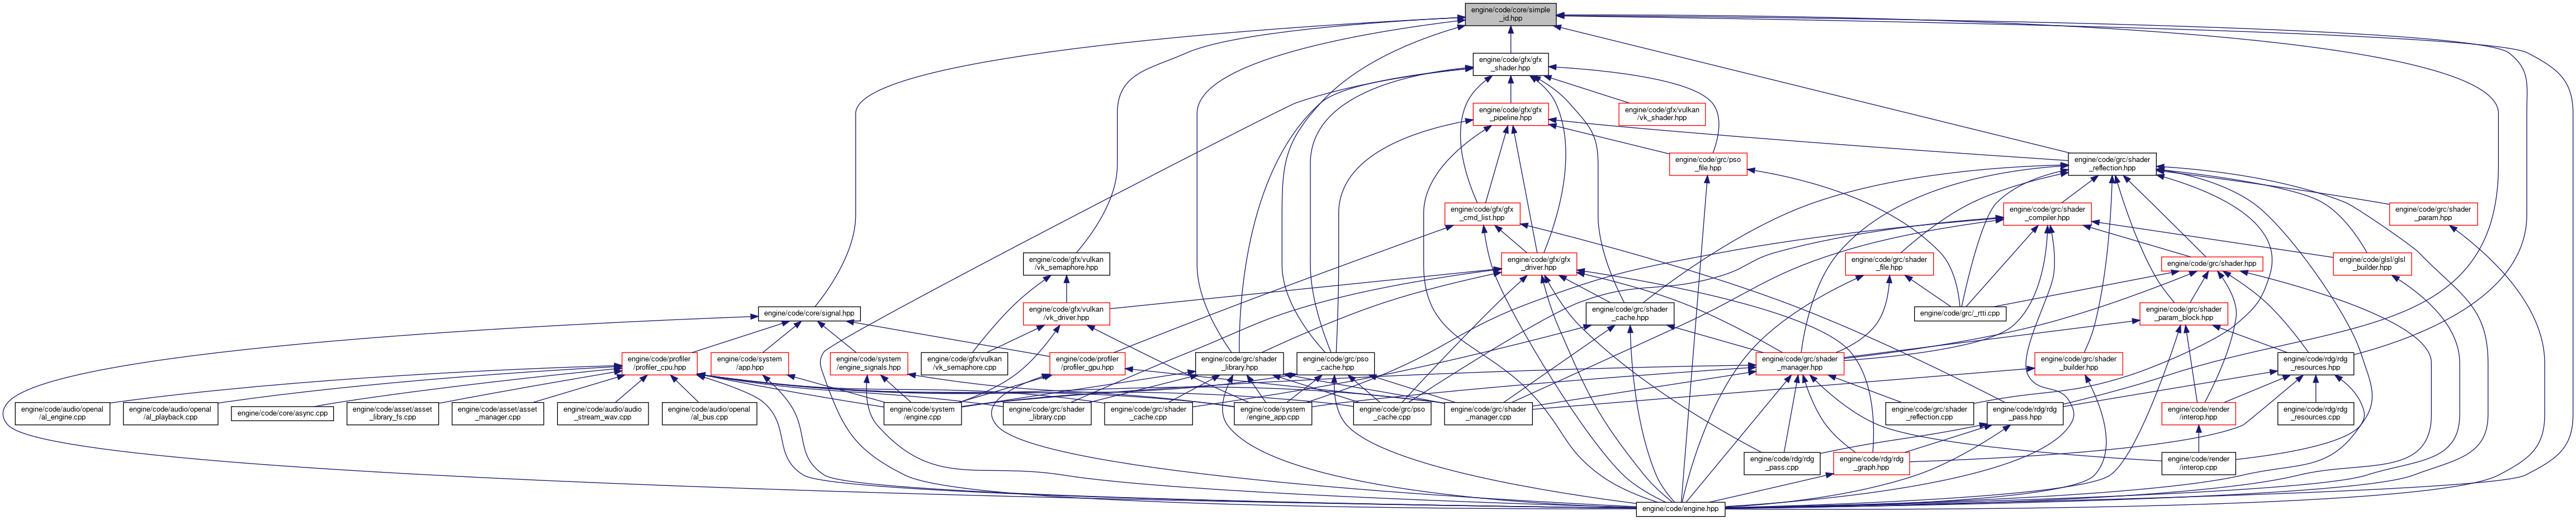 engine/code/core/simple
_id.hpp
engine/code/gfx/gfx
_shader.hpp
engine/code/gfx/gfx
_pipeline.hpp
engine/code/gfx/vulkan
/vk_shader.hpp
engine/code/grc/pso
_file.hpp
engine/code/grc/shader
_reflection.hpp
engine/code/gfx/gfx
_cmd_list.hpp
engine/code/grc/shader
_compiler.hpp
engine/code/grc/shader
_param.hpp
engine/code/gfx/vulkan
/vk_semaphore.hpp
engine/code/gfx/gfx
_driver.hpp
engine/code/grc/shader
_file.hpp
engine/code/grc/shader.hpp
engine/code/glsl/glsl
_builder.hpp
engine/code/core/signal.hpp
engine/code/gfx/vulkan
/vk_driver.hpp
engine/code/grc/shader
_cache.hpp
engine/code/grc/_rtti.cpp
engine/code/grc/shader
_param_block.hpp
engine/code/profiler
/profiler_cpu.hpp
engine/code/system
/app.hpp
engine/code/system
/engine_signals.hpp
engine/code/gfx/vulkan
/vk_semaphore.cpp
engine/code/profiler
/profiler_gpu.hpp
engine/code/grc/shader
_library.hpp
engine/code/grc/pso
_cache.hpp
engine/code/grc/shader
_manager.hpp
engine/code/grc/shader
_builder.hpp
engine/code/rdg/rdg
_resources.hpp
engine/code/audio/openal
/al_engine.cpp
engine/code/audio/openal
/al_playback.cpp
engine/code/core/async.cpp
engine/code/asset/asset
_library_fs.cpp
engine/code/asset/asset
_manager.cpp
engine/code/audio/audio
_stream_wav.cpp
engine/code/audio/openal
/al_bus.cpp
engine/code/system
/engine.cpp
engine/code/grc/shader
_library.cpp
engine/code/grc/shader
_cache.cpp
engine/code/system
/engine_app.cpp
engine/code/grc/pso
_cache.cpp
engine/code/grc/shader
_manager.cpp
engine/code/grc/shader
_reflection.cpp
engine/code/rdg/rdg
_pass.hpp
engine/code/render
/interop.hpp
engine/code/rdg/rdg
_resources.cpp
engine/code/rdg/rdg
_pass.cpp
engine/code/rdg/rdg
_graph.hpp
engine/code/render
/interop.cpp
engine/code/engine.hpp